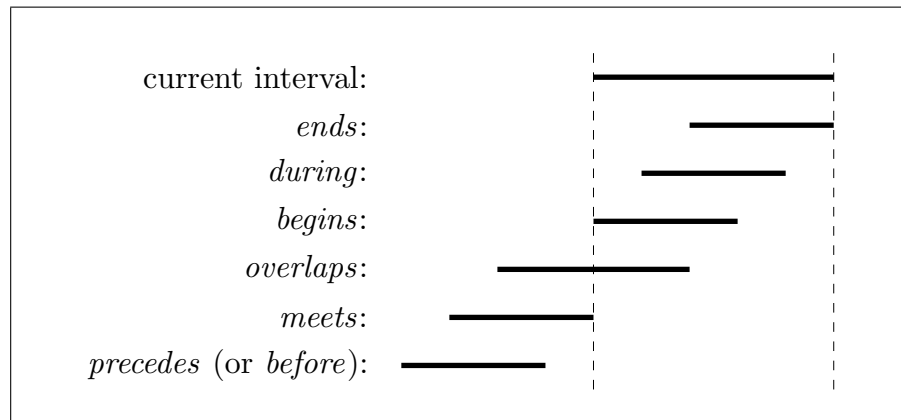 current interval:
ends:
during:
begins:
overlaps:
meets:
precedes (or before):